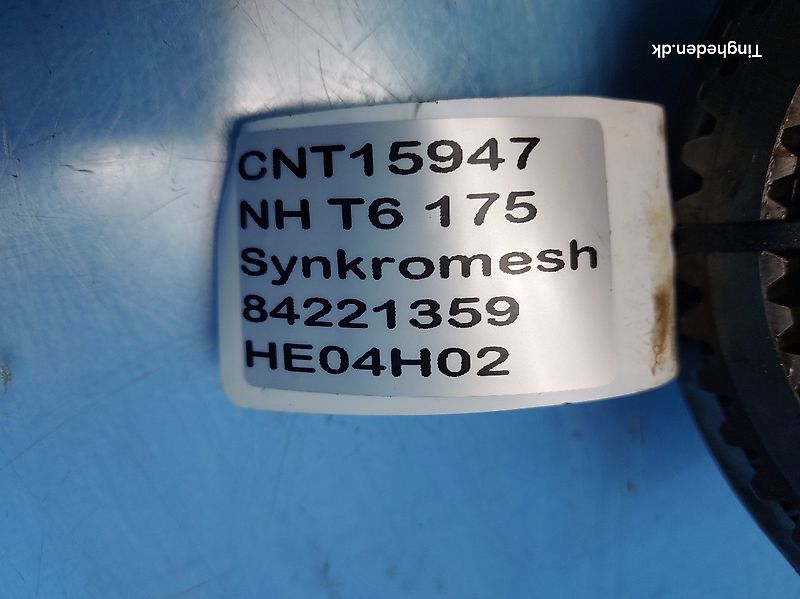 Tingheden.dk
CNT15947
NH T6 175
Synkromesh
84221359
HE04H02